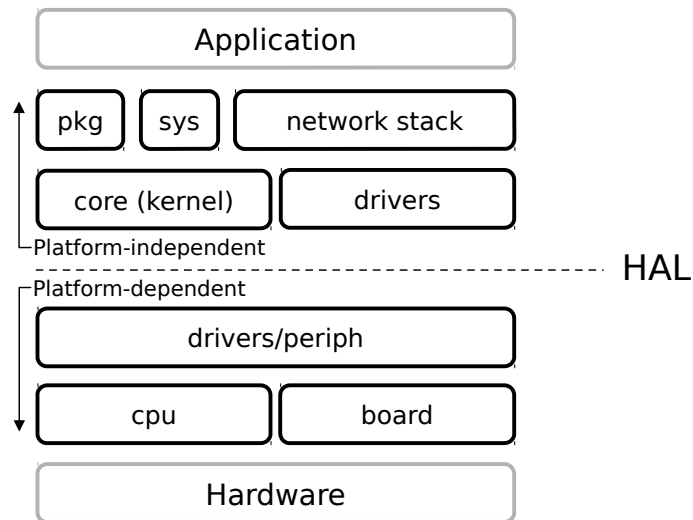 Application
pkg
sys
network stack
core (kernel)
drivers
Platform-independent
HAL
Platform-dependent
drivers/periph
cpu
board
Hardware